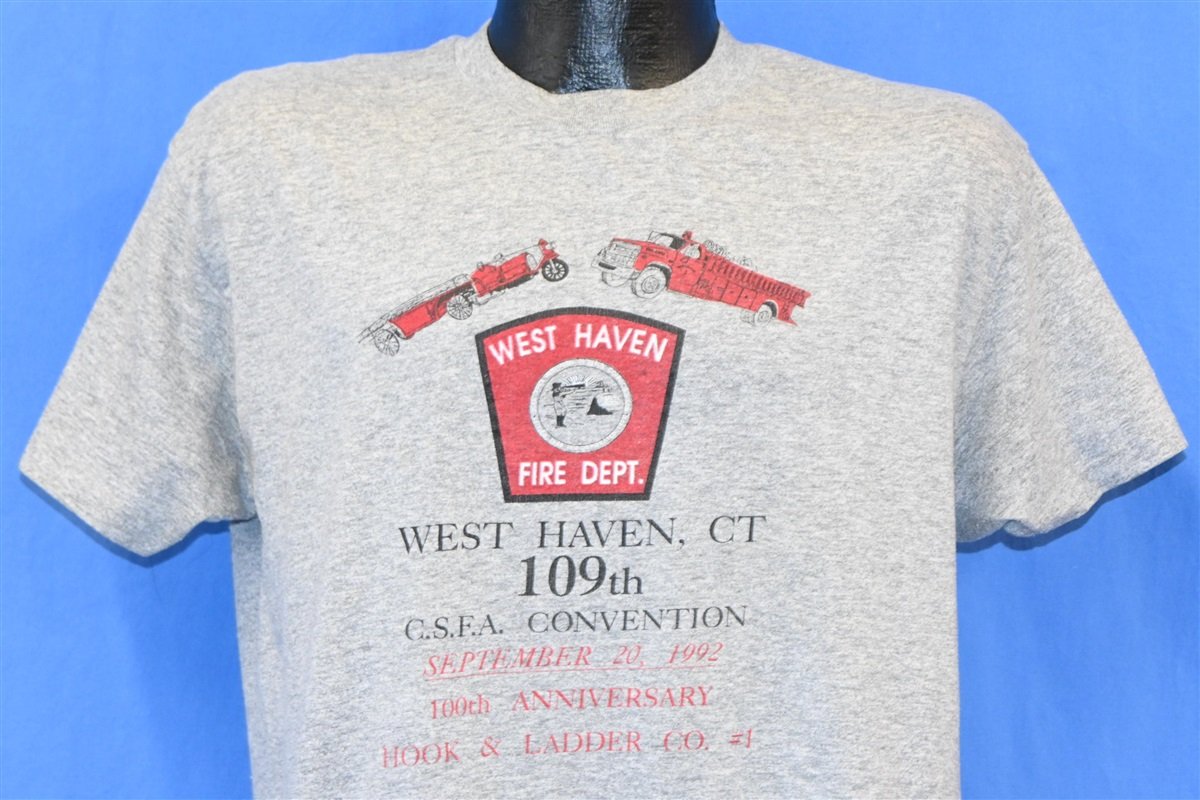 WEST HAVEN
FIRE DEPT.
WEST HAVEN, CT
109th
C.S.F.A. CONVENTION
SEPTEMBER 20, 1992
100th ANNIVERSARY
HOOK & LADDER CO. #1